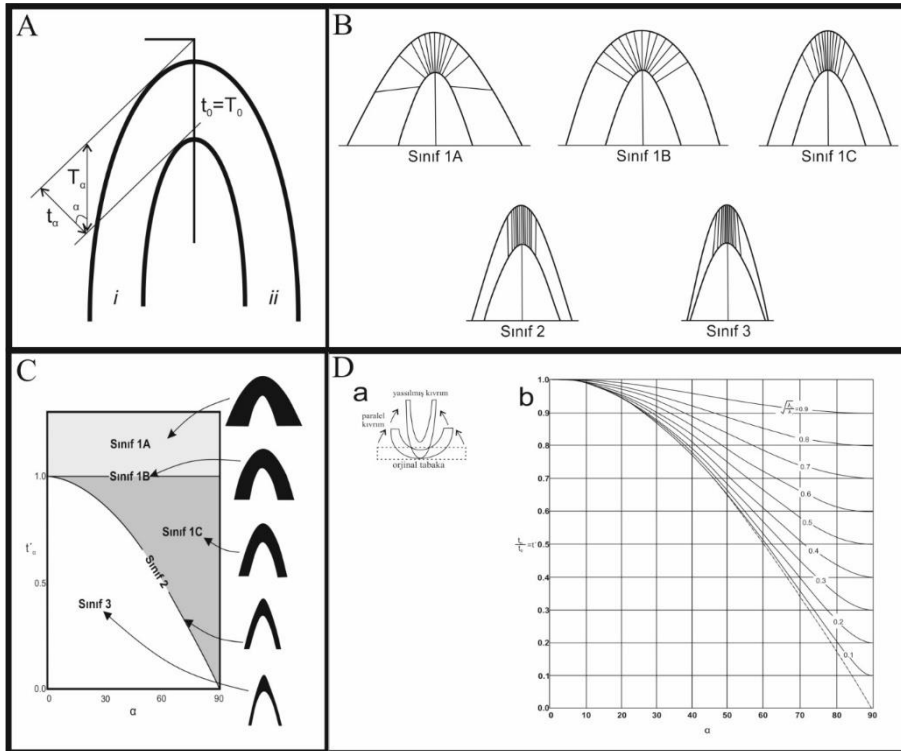 A
t₀=T₀
Tα
α
tα
i
ii
B
Sınıf 1A
Sınıf 1B
Sınıf 1C
Sınıf 2
Sınıf 3
C
Sınıf 1A
1.0
Sınıf 1B
Sınıf 1C
t'α
0.5
Sınıf 2
Sınıf 3
0.0
0
30
60
90
α
D
a
yassılmış kıvrım
paralel
kıvrım
orjinal tabaka
b
1.0
0.9
0.8
0.7
0.6
0.5
0.4
0.3
0.2
0.1
0
=0.9
0.8
0.7
0.6
0.5
0.4
0.3
0.2
0.1
0
10
20
30
40
50
60
70
80
90
α